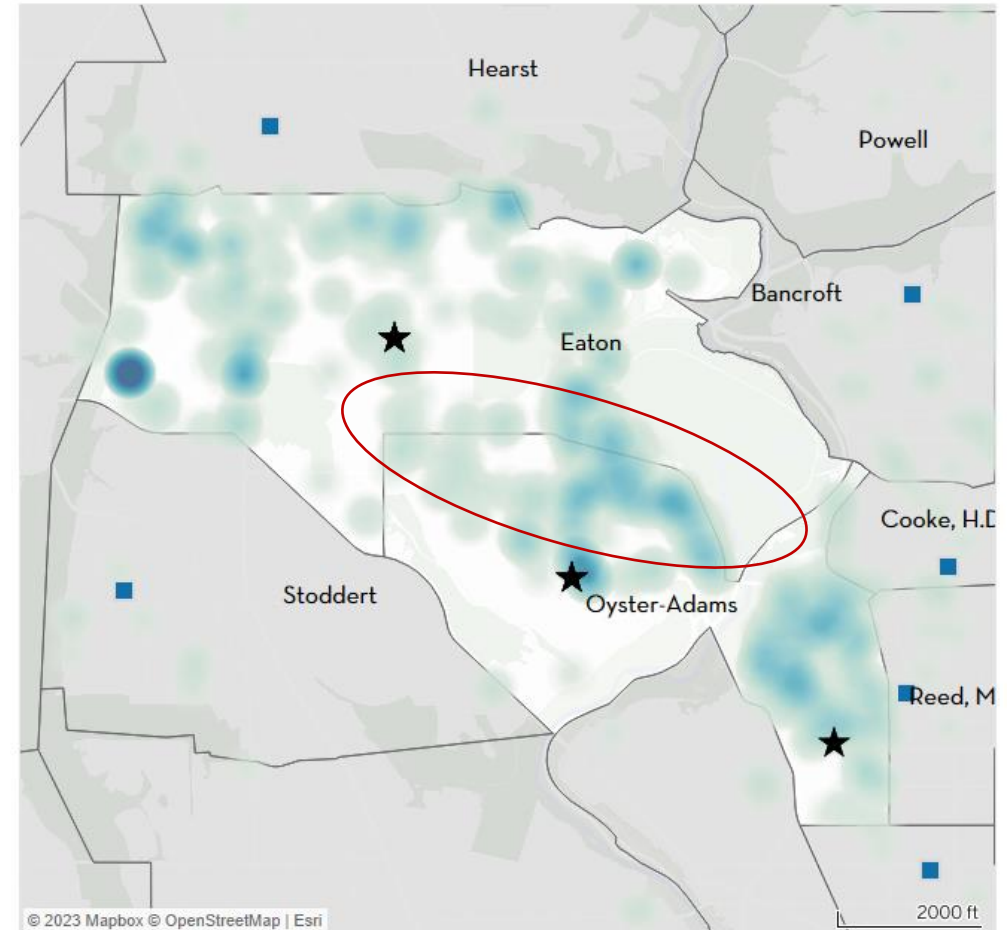 Hearst
Powell
Bancroft
Eaton
Cooke, H.D
Stoddert
Oyster-Adams
Reed, M
2000 ft
© 2023 Mapbox © OpenStreetMap | Esri